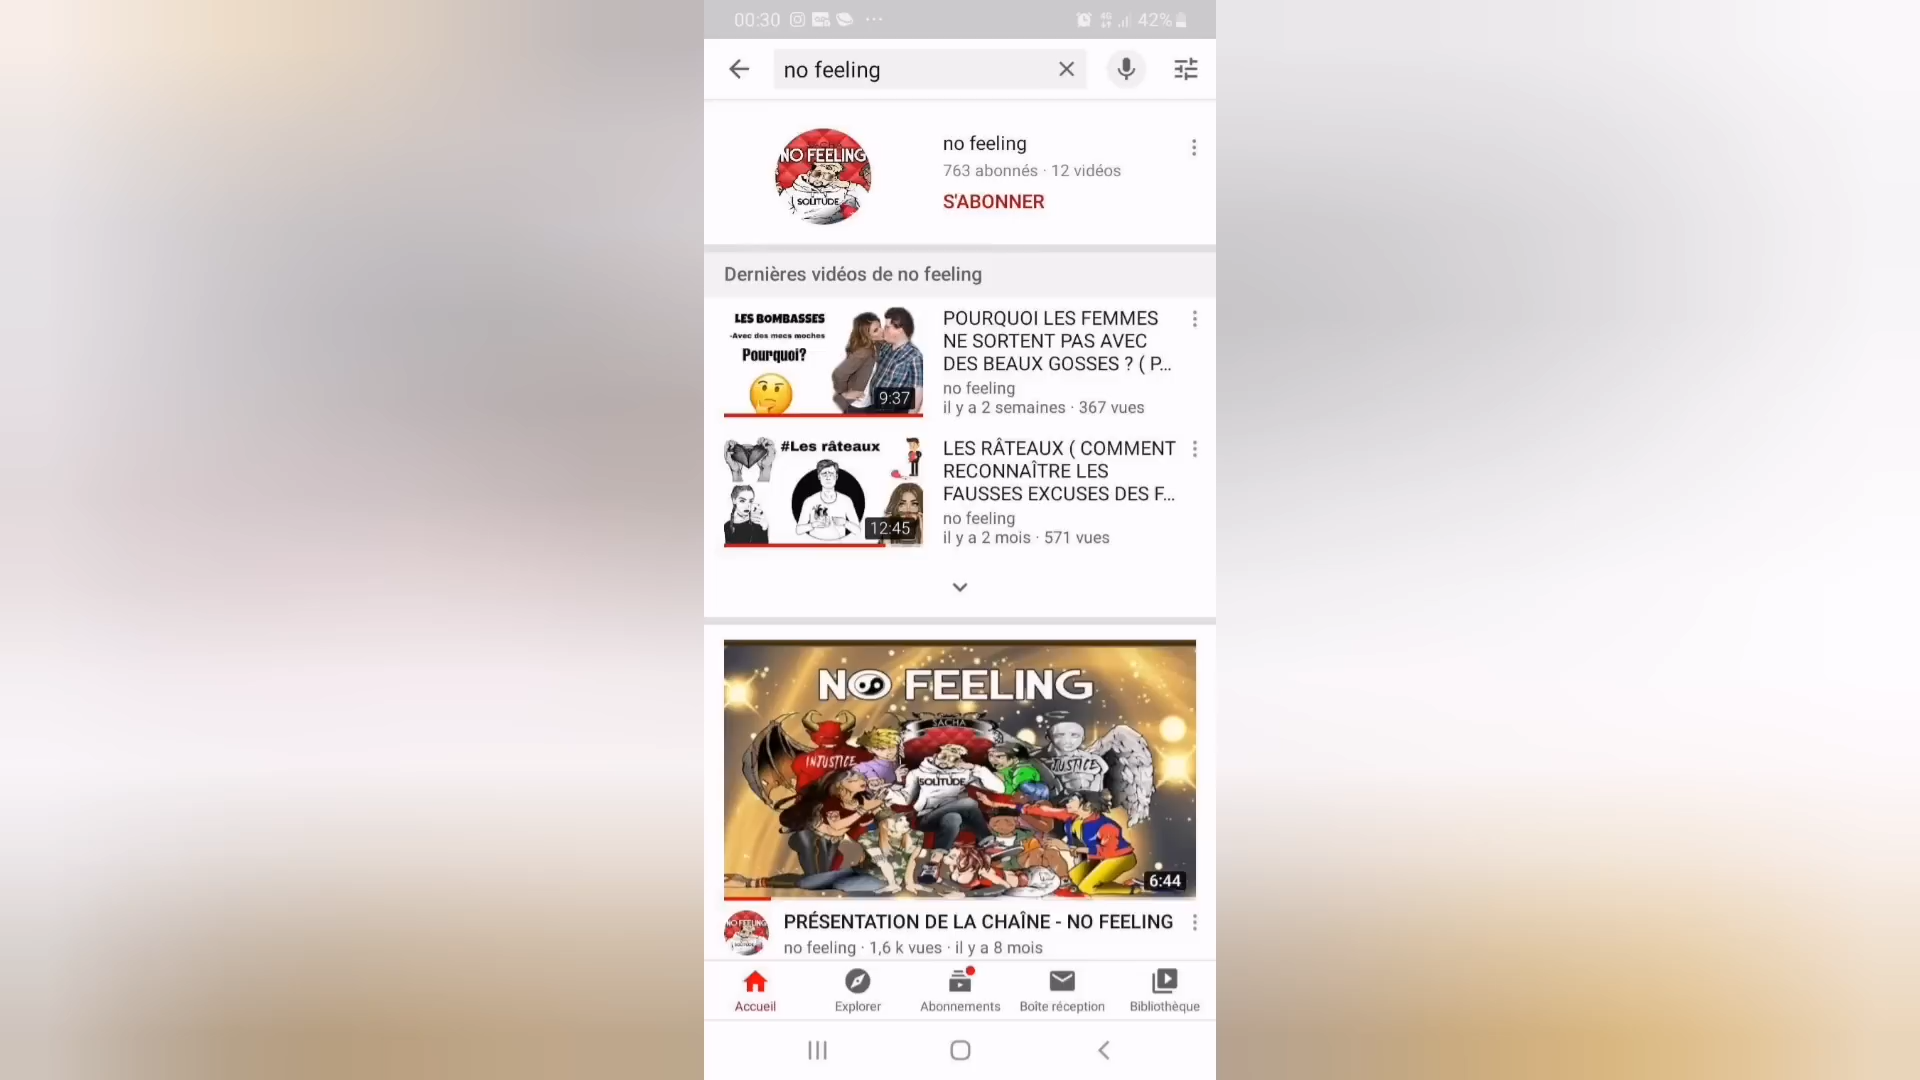 00:30
42%
no feeling
NO FEELING
SOLITUDE
no feeling
763 abonnés · 12 vidéos
S'ABONNER
Dernières vidéos de no feeling
LES BOMBASSES
-Avec des mecs moches
Pourquoi?
9:37
POURQUOI LES FEMMES
NE SORTENT PAS AVEC
DES BEAUX GOSSES ? ( P...
no feeling
il y a 2 semaines · 367 vues
#Les râteaux
12:45
LES RÂTEAUX ( COMMENT
RECONNAÎTRE LES
FAUSSES EXCUSES DES F...
no feeling
il y a 2 mois · 571 vues
NO FEELING
SACHA
INJUSTICE
SOLITUDE
JUSTICE
6:44
NO FEELING
PRÉSENTATION DE LA CHAÎNE - NO FEELING
no feeling · 1,6 k vues · il y a 8 mois
Accueil
Explorer
Abonnements
Boîte réception
Bibliothèque